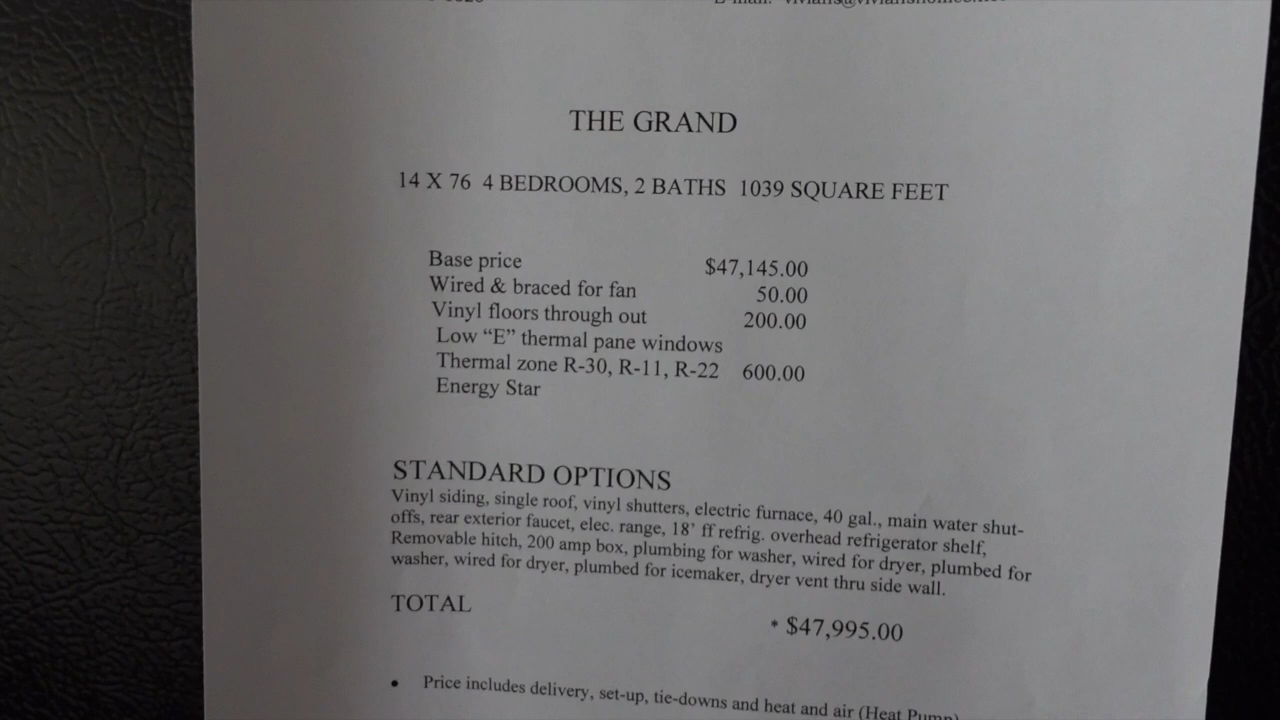 THE GRAND
14 X 76 4 BEDROOMS, 2 BATHS 1039 SQUARE FEET
Base price $47,145.00
Wired & braced for fan 50.00
Vinyl floors through out 200.00
Low “E” thermal pane windows
Thermal zone R-30, R-11, R-22 600.00
Energy Star
STANDARD OPTIONS
Vinyl siding, single roof, vinyl shutters, electric furnace, 40 gal., main water shut-
offs, rear exterior faucet, elec. range, 18’ ff refrig. overhead refrigerator shelf,
Removable hitch, 200 amp box, plumbing for washer, wired for dryer, plumbed for
washer, wired for dryer, plumbed for icemaker, dryer vent thru side wall.
TOTAL
* $47,995.00
• Price includes delivery, set-up, tie-downs and heat and air (Heat Pump)